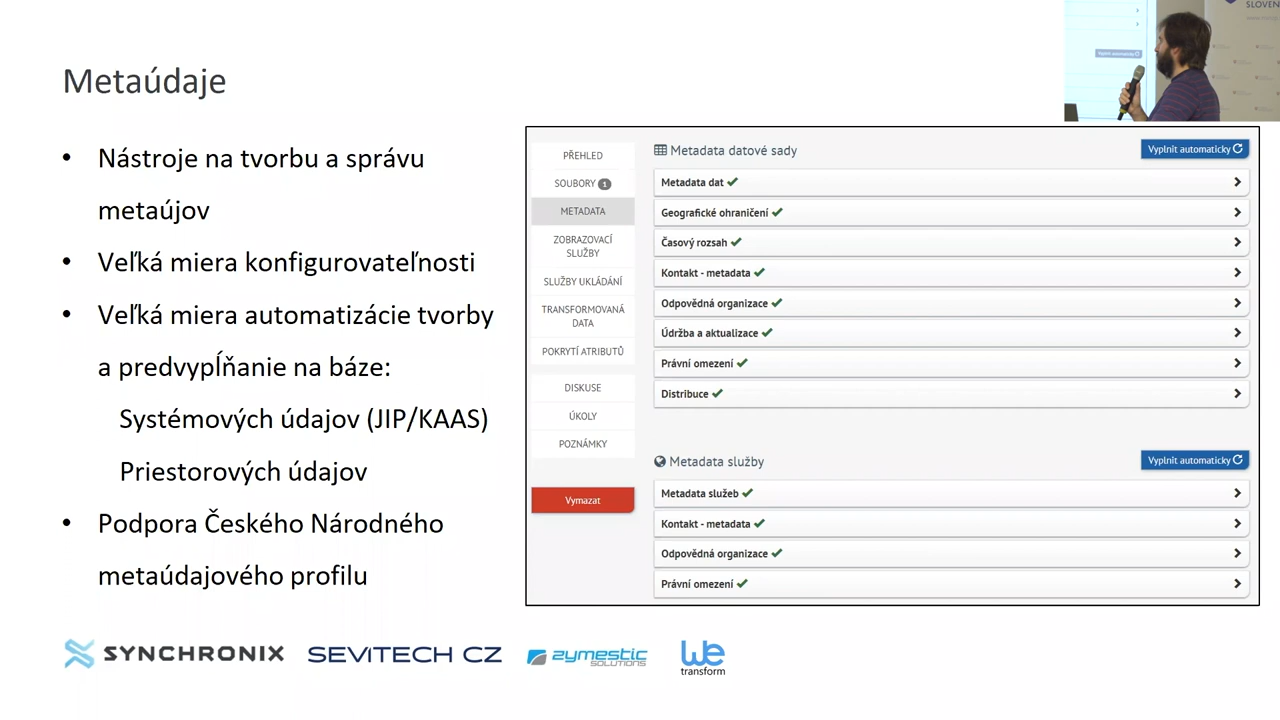 Metaúdaje
• Nástroje na tvorbu a správu
metaújov
• Veľká miera konfigurovateľnosti
• Veľká miera automatizácie tvorby
a predvypĺňanie na báze:
Systémových údajov (JIP/KAAS)
Priestorových údajov
• Podpora Českého Národného
metaúdajového profilu
PŘEHLED
SOUBORY 1
METADATA
ZOBRAZOVACÍ
SLUŽBY
SLUŽBY UKLÁDÁNÍ
TRANSFORMOVANÁ
DATA
POKRYTÍ ATRIBUTŮ
DISKUSE
ÚKOLY
POZNÁMKY
Vymazat
Metadata datové sady
Vyplnit automaticky
Metadata dat
Geografické ohraničení
Časový rozsah
Kontakt - metadata
Odpovědná organizace
Údržba a aktualizace
Právní omezení
Distribuce
Metadata služby
Vyplnit automaticky
Metadata služeb
Kontakt - metadata
Odpovědná organizace
Právní omezení
SYNCHRONIX
SEVITECH CZ
zymestic
SOLUTIONS
we
transform
Vyplnit automaticky
SLOVEN